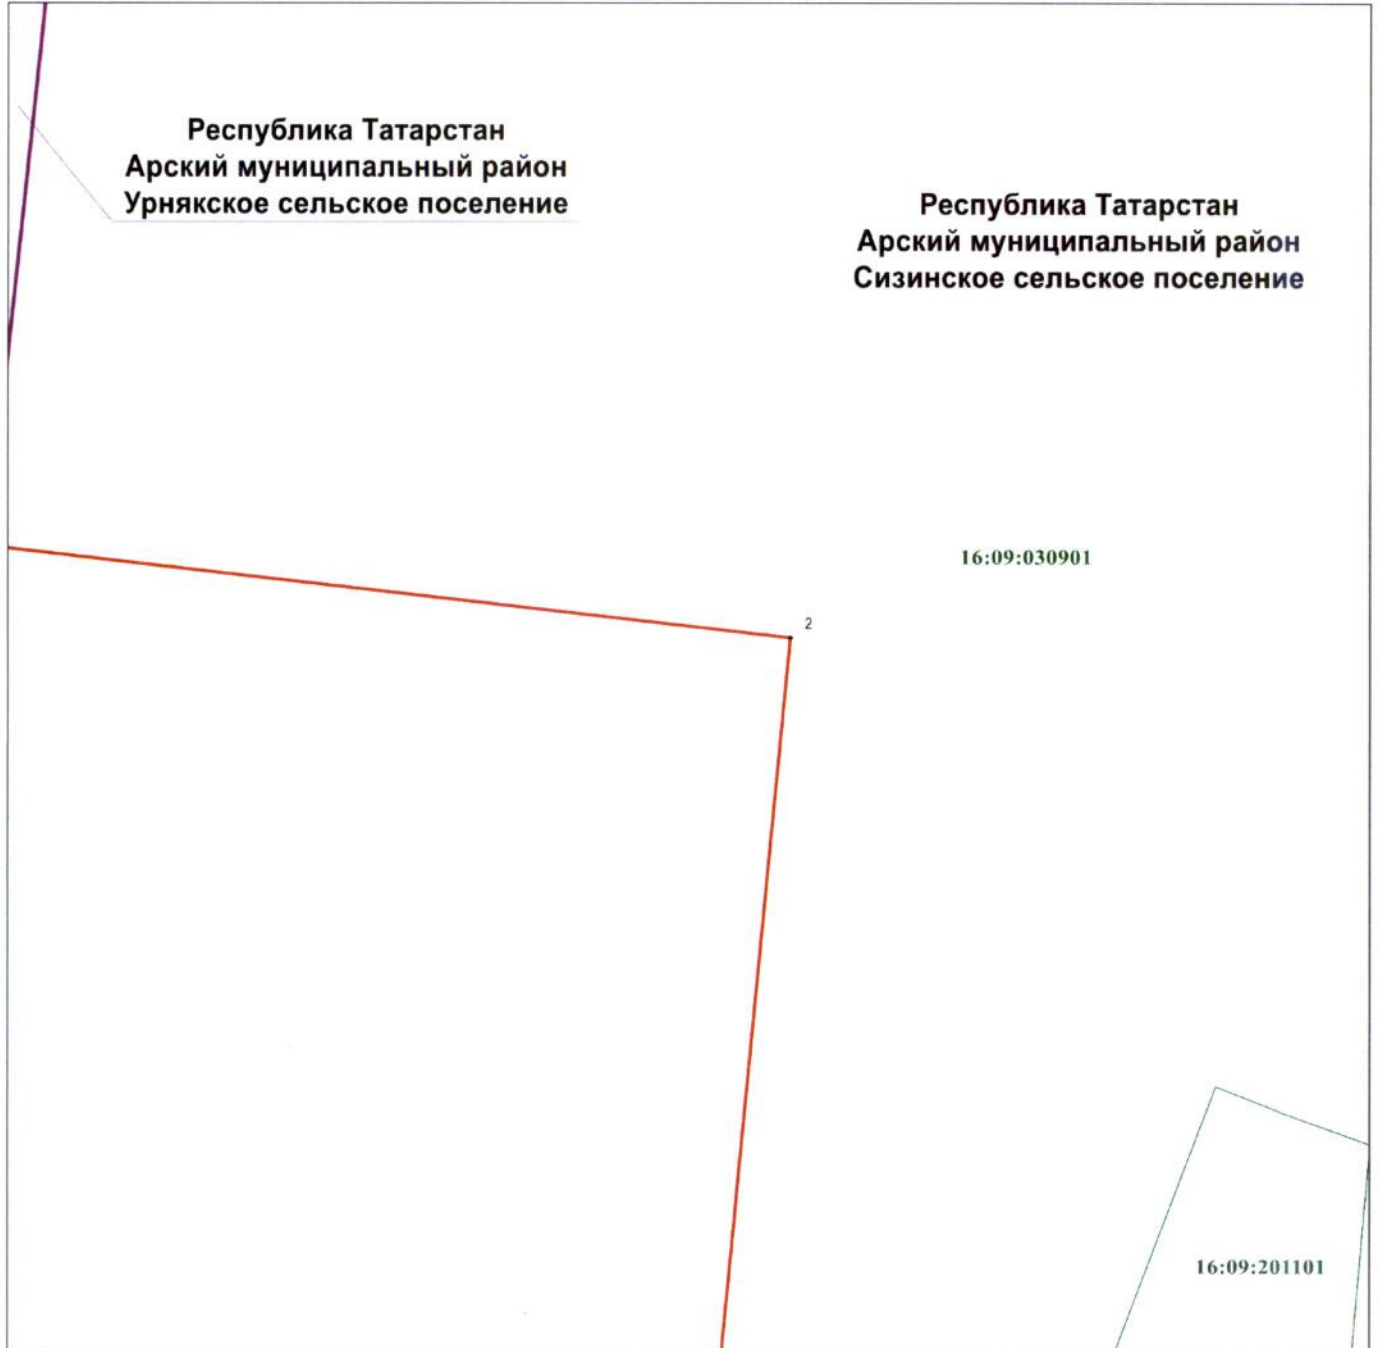 Республика Татарстан
Арский муниципальный район
Урнякское сельское поселение
Республика Татарстан
Арский муниципальный район
Сизинское сельское поселение
16:09:030901
2
16:09:201101